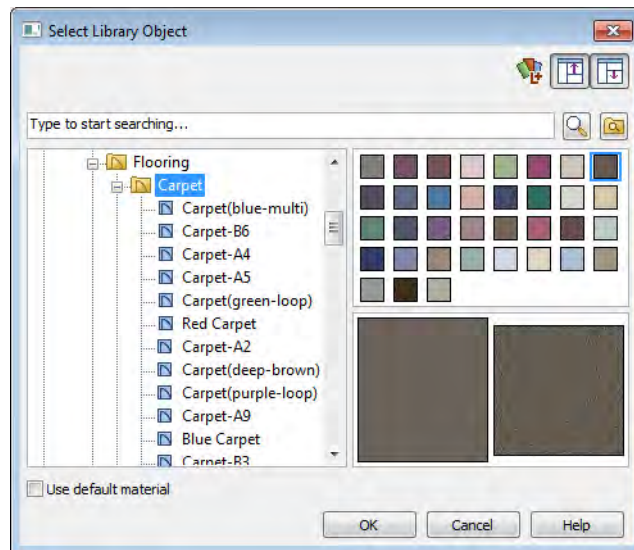 Select Library Object
Type to start searching...
Flooring
Carpet
Carpet(blue-multi)
Carpet-B6
Carpet-A4
Carpet-A5
Carpet(green-loop)
Red Carpet
Carpet-A2
Carpet(deep-brown)
Carpet(purple-loop)
Carpet-A9
Blue Carpet
Carpet-B3
Use default material
OK
Cancel
Help